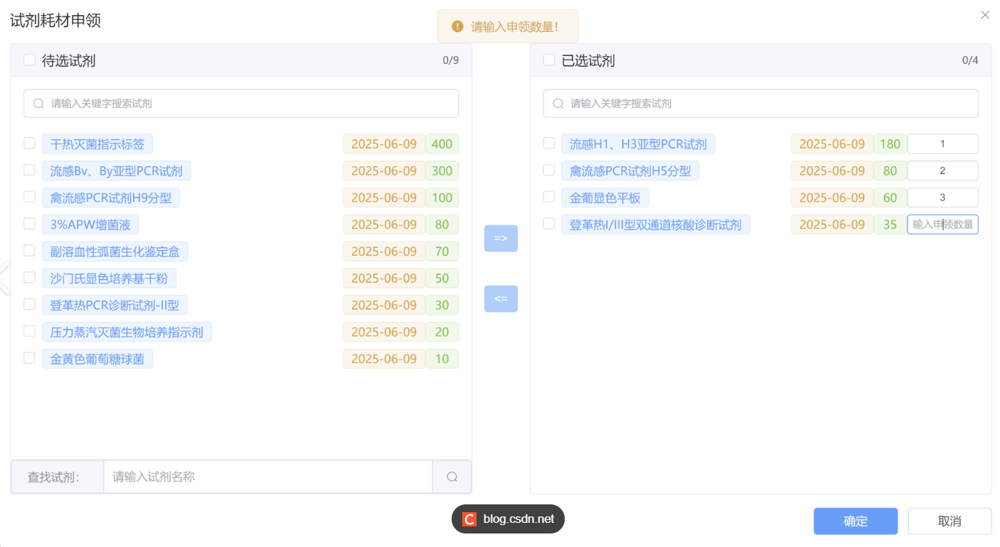 试剂耗材申领
请输入申领数量!
待选试剂 0/9
请输入关键字搜索试剂
干热灭菌指示标签 2025-06-09 400
流感Bv、By亚型PCR试剂 2025-06-09 300
禽流感PCR试剂H9分型 2025-06-09 100
3%APW增菌液 2025-06-09 80
副溶血性弧菌生化鉴定盒 2025-06-09 70
沙门氏显色培养基干粉 2025-06-09 50
登革热PCR诊断试剂-II型 2025-06-09 30
压力蒸汽灭菌生物培养指示剂 2025-06-09 20
金黄色葡萄糖球菌 2025-06-09 10
查找试剂: 请输入试剂名称
=>
<=
已选试剂 0/4
请输入关键字搜索试剂
流感H1、H3亚型PCR试剂 2025-06-09 180 1
禽流感PCR试剂H5分型 2025-06-09 80 2
金葡显色平板 2025-06-09 60 3
登革热I/III型双通道核酸诊断试剂 2025-06-09 35 输入申领数量
C blog.csdn.net
确定 取消